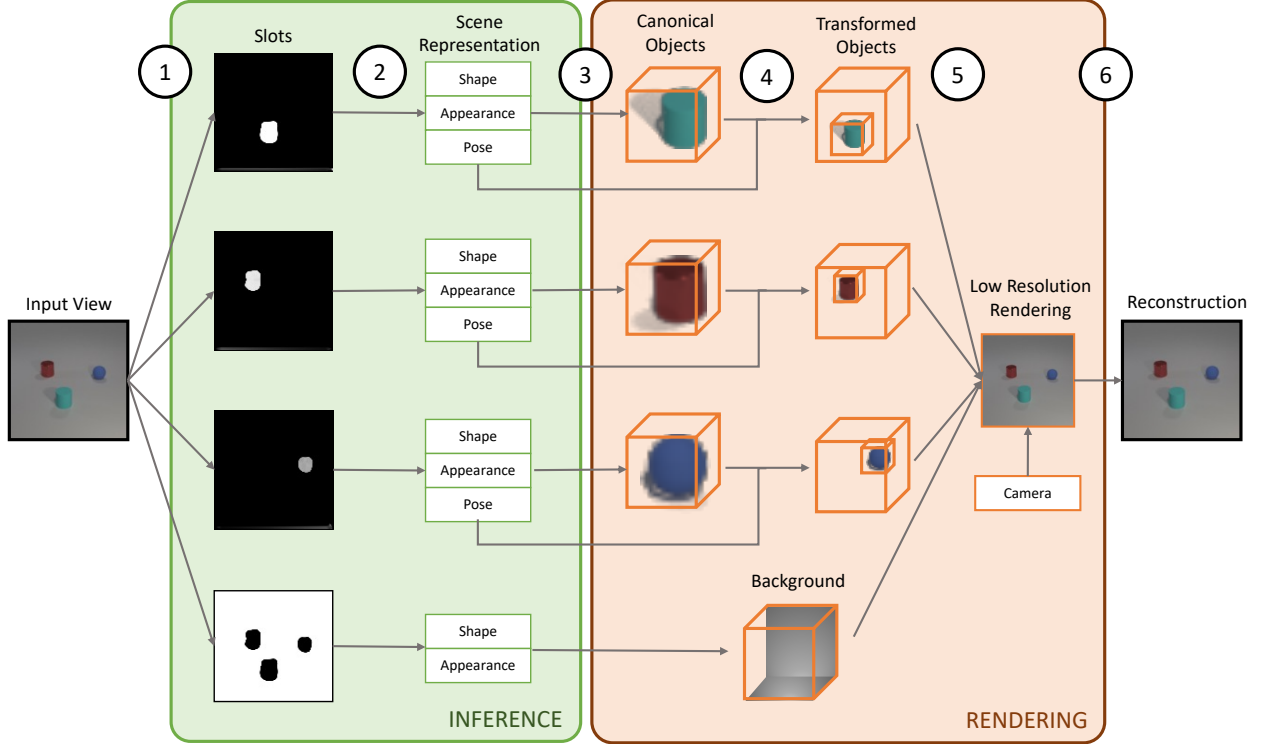 1
2
3
4
5
6
Slots
Scene
Representation
Canonical
Objects
Transformed
Objects
Shape
Appearance
Pose
Shape
Appearance
Pose
Input View
Low Resolution
Rendering
Reconstruction
Shape
Appearance
Pose
Camera
Background
Shape
Appearance
INFERENCE
RENDERING